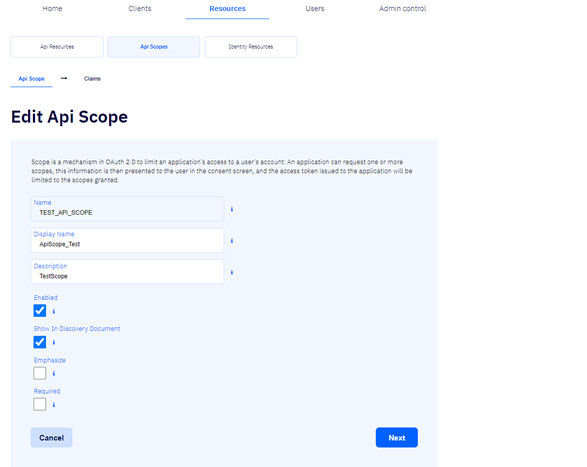 Home Clients Resources Users Admin control
Api Resources Api Scopes Identity Resources
Api Scope → Claims
Edit Api Scope
Scope is a mechanism in OAuth 2.0 to limit an application's access to a user's account. An application can request one or more
scopes, this information is then presented to the user in the consent screen, and the access token issued to the application will be
limited to the scopes granted.
Name
TEST_API_SCOPE
Display Name
ApiScope_Test
Description
TestScope
Enabled
Show In Discovery Document
Emphasize
Required
Cancel Next